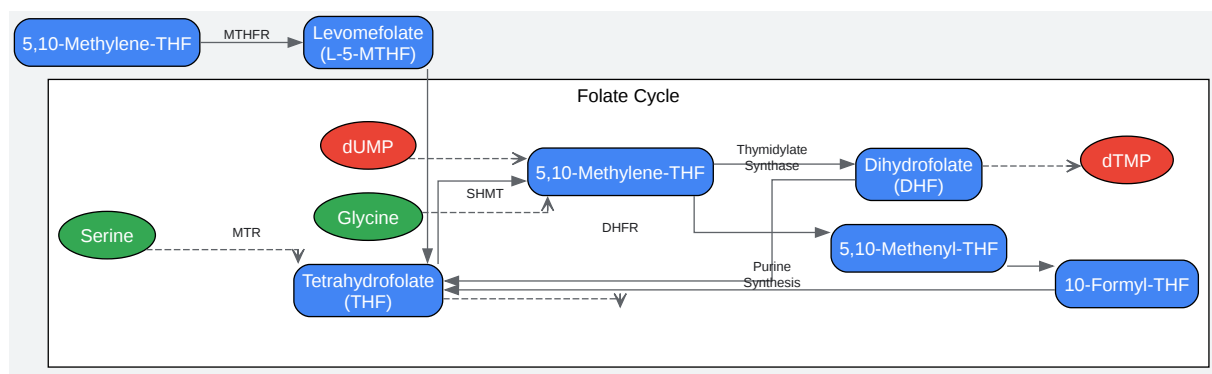 5,10-Methylene-THF
MTHFR
Levomefolate
(L-5-MTHF)
Folate Cycle
dUMP
SHMT
5,10-Methylene-THF
Thymidylate
Synthase
Dihydrofolate
(DHF)
dTMP
Glycine
Serine
MTR
DHFR
5,10-Methenyl-THF
Tetrahydrofolate
(THF)
Purine
Synthesis
10-Formyl-THF